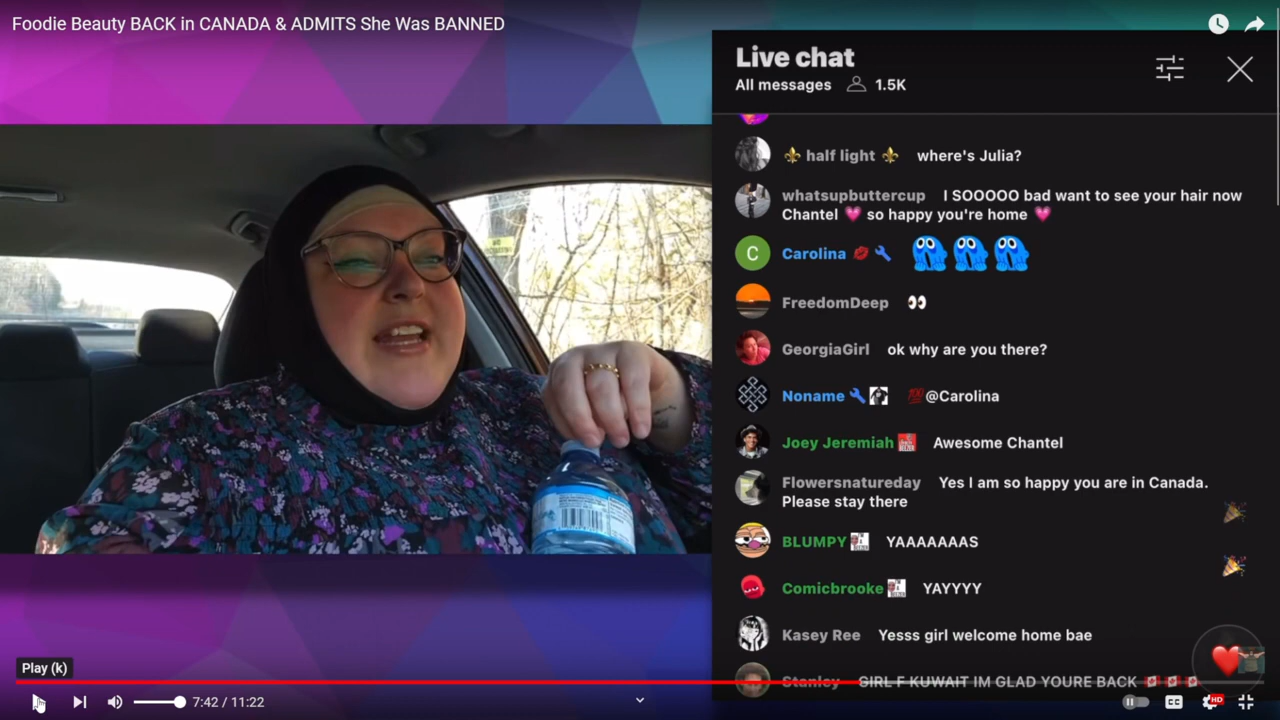 Foodie Beauty BACK in CANADA & ADMITS She Was BANNED
Live chat
All messages 1.5K
half light where's Julia?
whatsupbuttercup I SOOOOO bad want to see your hair now
Chantel 💗 so happy you're home 💗
C Carolina
FreedomDeep 👀
GeorgiaGirl ok why are you there?
Noname 💯@Carolina
Joey Jeremiah Awesome Chantel
Flowersnatureday Yes I am so happy you are in Canada.
Please stay there
BLUMPY YAAAAAAAS
Comicbrooke YAYYYY
Kasey Ree Yesss girl welcome home bae
Stanley GIRL F KUWAIT IM GLAD YOURE BACK
Play (k)
7:42 / 11:22
CC
HD